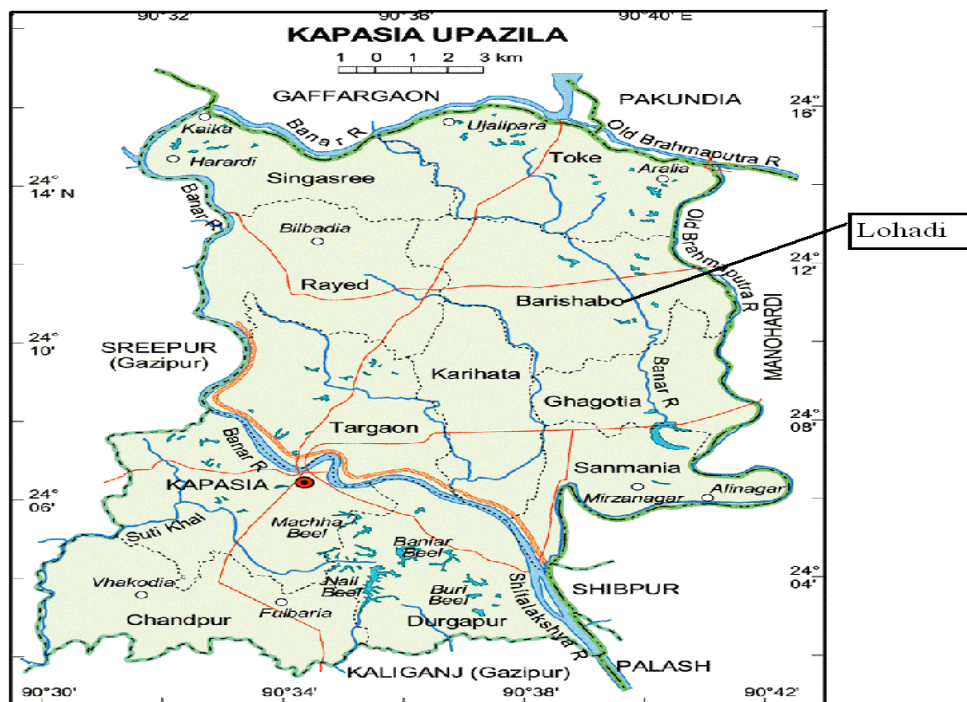 90°32'
90°36'
90°40' E
KAPASIA UPAZILA
1 0 1 2 3 km
GAFFARGAON
PAKUNDIA
24°
16'
Kaika
Banar R
Ujalipara
Old Brahmaputra R
Harardi
Toke
Aralia
24°
14' N
Singasree
Banar R
Old Brahmaputra R
Lohadi
Bilbadia
24°
12'
Rayed
Barishabo
MANOHARDI
24°
10'
SREEPUR
(Gazipur)
Karihata
Banar R
Ghagotia
Targaon
24°
08'
Banar R
Sanmania
KAPASIA
Mirzanagar
Alinagar
24°
06'
Machha
Beel
Suti Khal
Baniar
Beel
Vhakodia
Nail
Beel
Buri
Beel
Shitalakshya R
SHIBPUR
24°
04'
Chandpur
Fulbaria
Durgapur
KALIGANJ (Gazipur)
PALASH
90°30'
90°34'
90°38'
90°42'